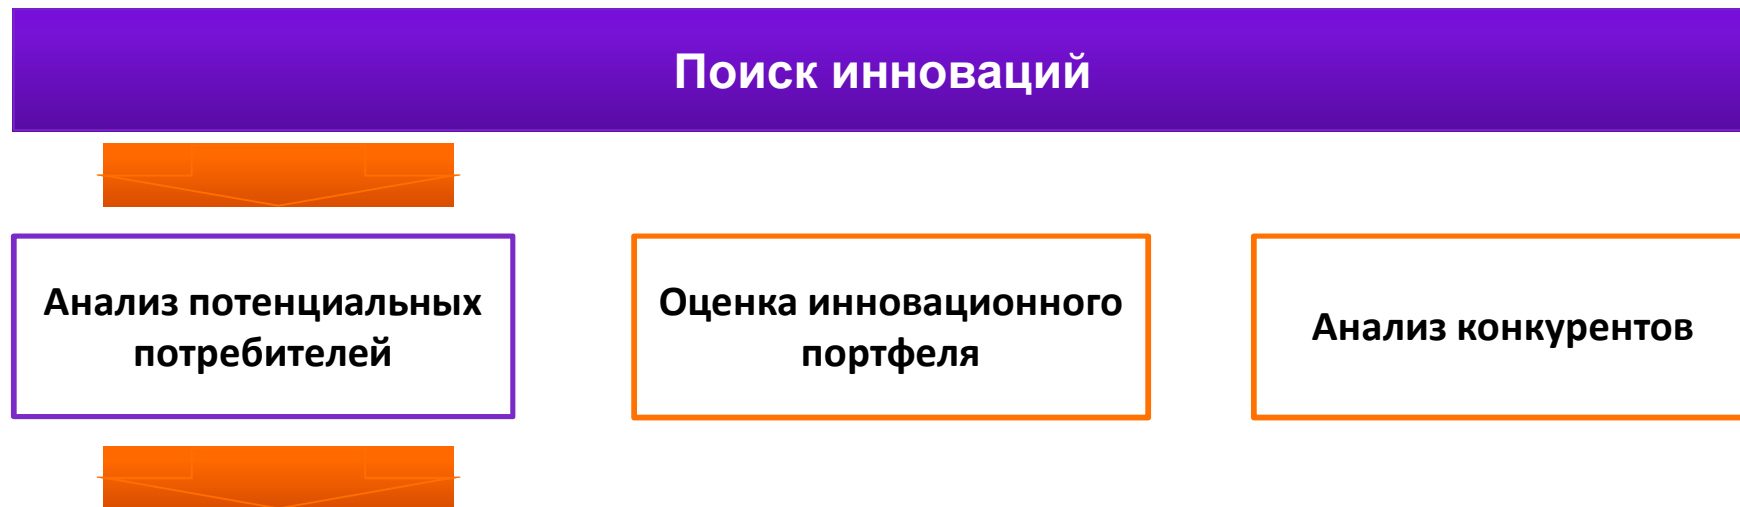 Поиск инноваций
Анализ потенциальных
потребителей
Оценка инновационного
портфеля
Анализ конкурентов